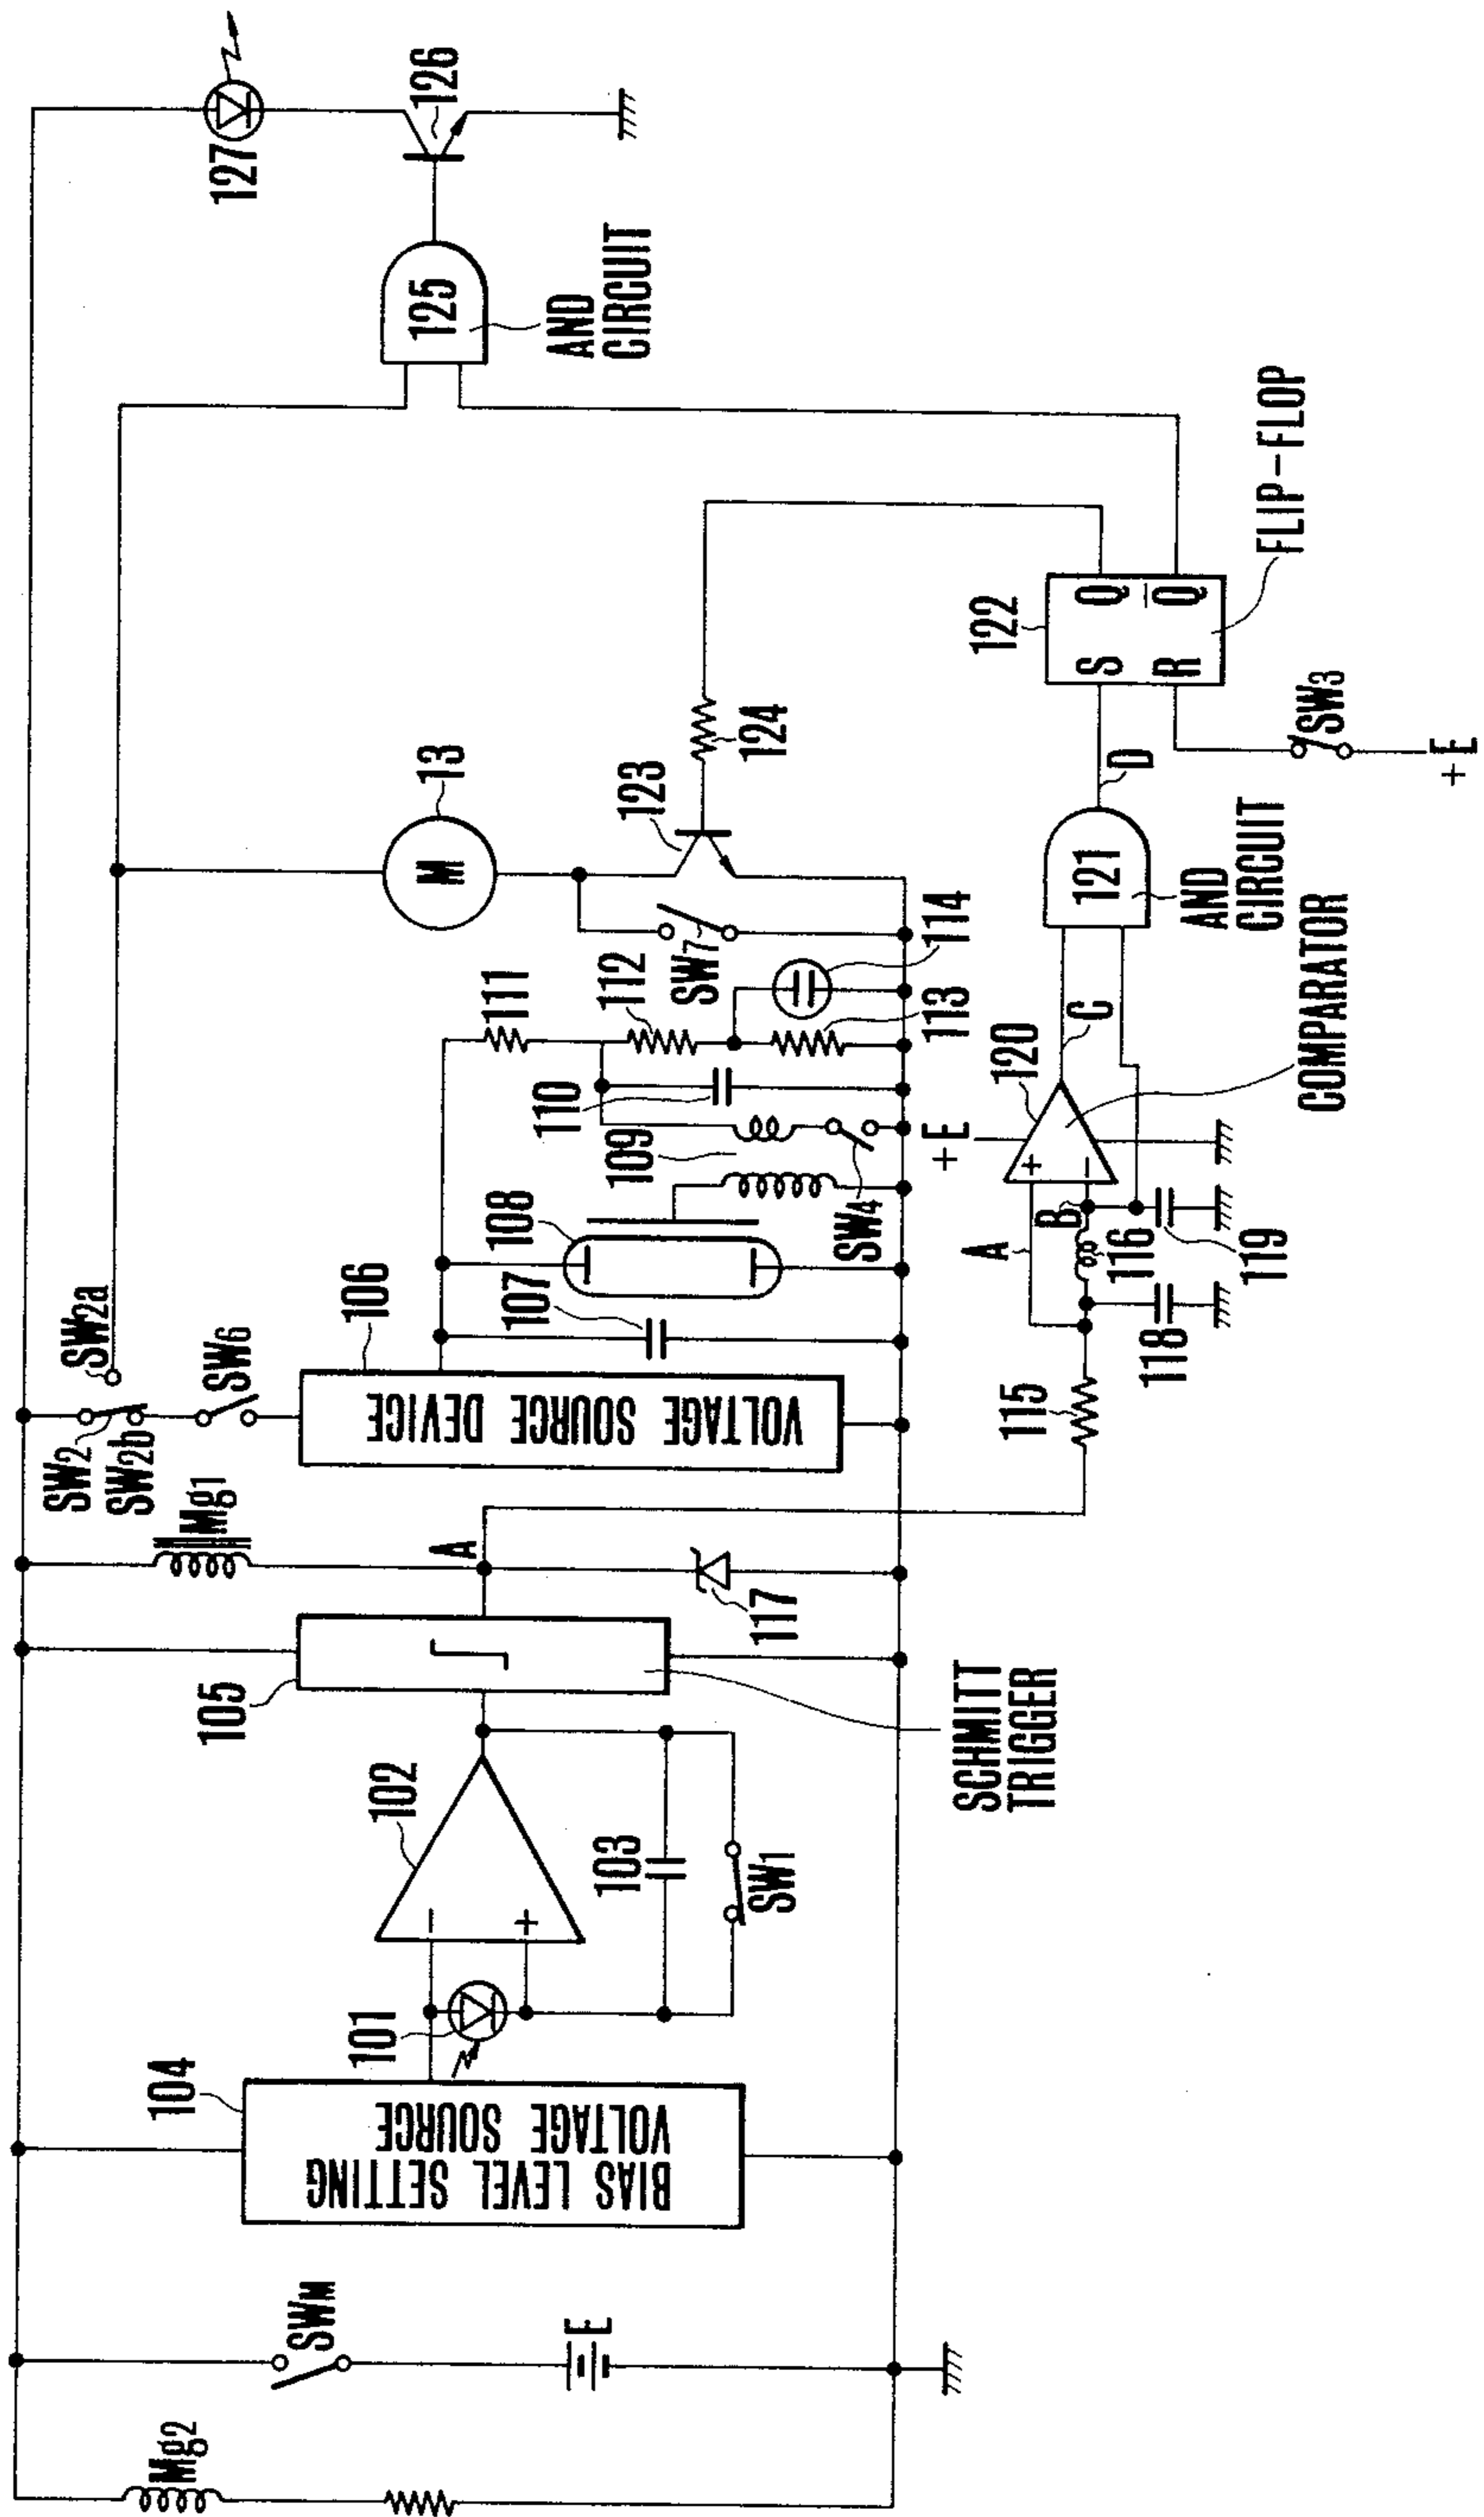 Mg2
SWM
E
104
BIAS LEVEL SETTING
VOLTAGE SOURCE
101
102
-
+
103
SW1
105
SCHMITT
TRIGGER
Mg1
A
117
SW2
SW2b
SW2a
SW6
106
VOLTAGE SOURCE DEVICE
107
108
109
SW4
110
111
112
113
114
SW7
13
M
123
124
115
118
A
B
116
119
+E
120
+
-
COMPARATOR
C
121
AND
CIRCUIT
D
122
S
Q
R
Q̅
FLIP-FLOP
SW3
+E
125
AND
CIRCUIT
126
127